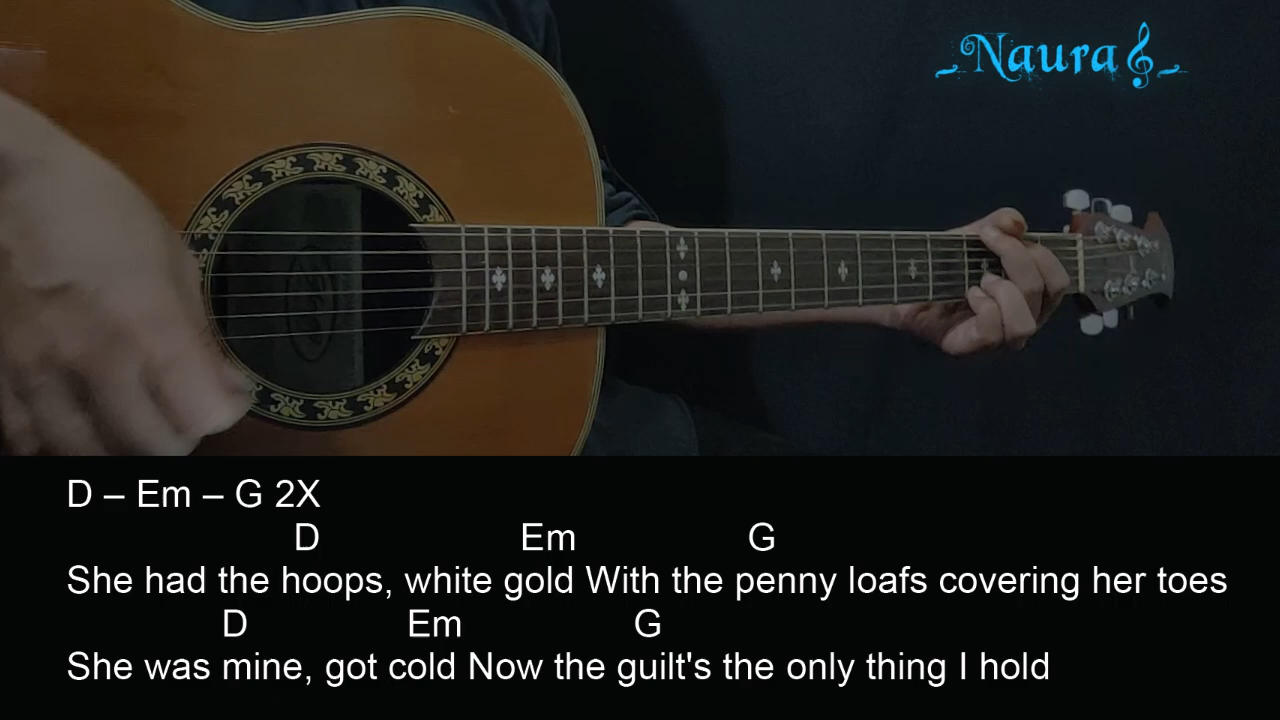 Naura
D – Em – G 2X
D Em G
She had the hoops, white gold With the penny loafs covering her toes
D Em G
She was mine, got cold Now the guilt's the only thing I hold